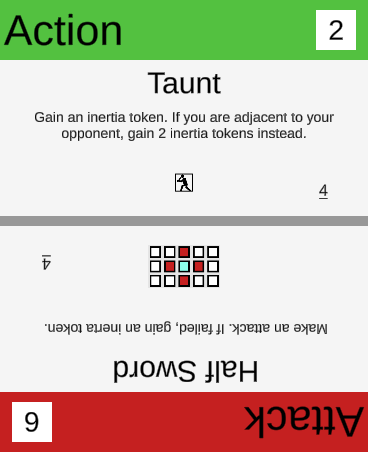 Action 2
Taunt
Gain an inertia token. If you are adjacent to your
opponent, gain 2 inertia tokens instead.
4
Attack 6
Half Sword
Make an attack. If failed, gain an inertia token.
4